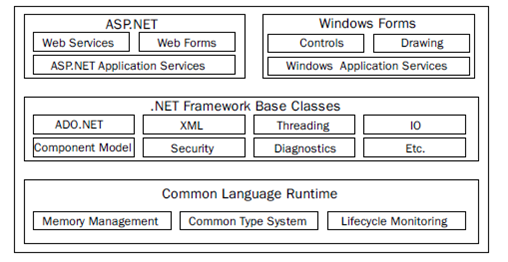 ASP.NET
Web Services
Web Forms
ASP.NET Application Services
Windows Forms
Controls
Drawing
Windows Application Services
.NET Framework Base Classes
ADO.NET
XML
Threading
IO
Component Model
Security
Diagnostics
Etc.
Common Language Runtime
Memory Management
Common Type System
Lifecycle Monitoring